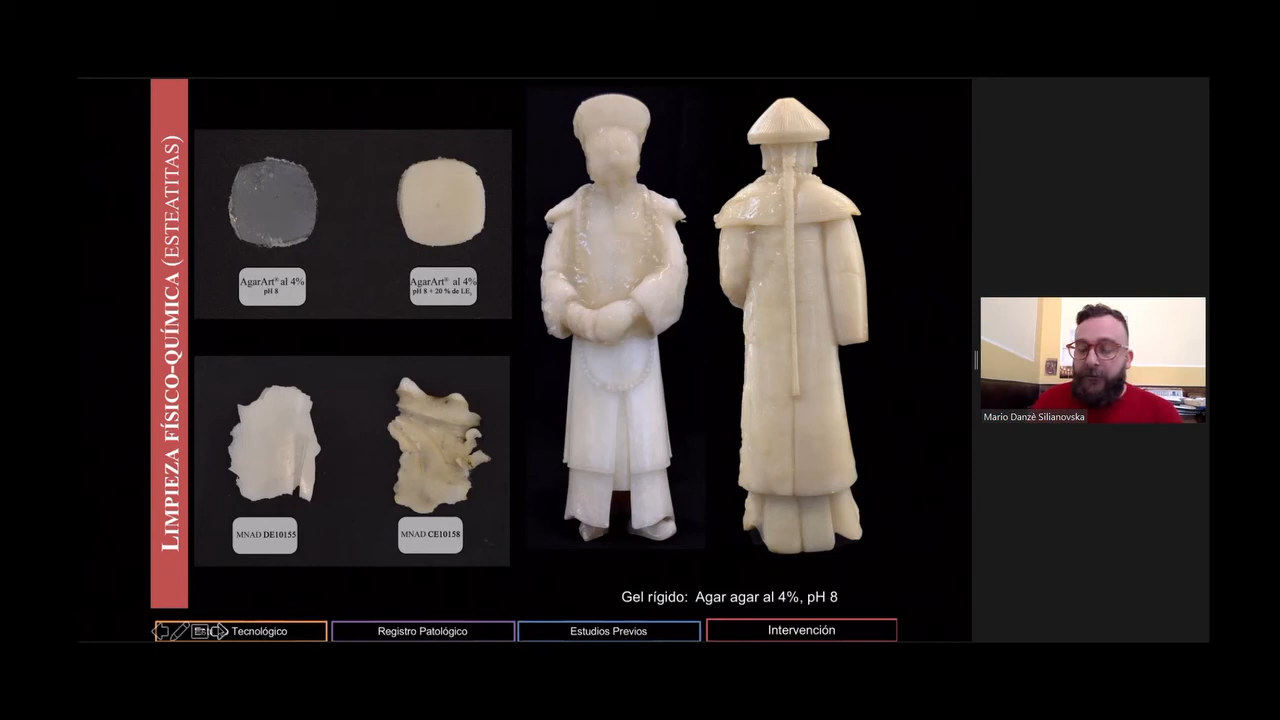 LIMPIEZA FÍSICO-QUÍMICA (ESTEATITAS)
AgarArt® al 4%
pH 8
AgarArt® al 4%
pH 8 + 20 % de LE₂
MNAD DE10155
MNAD CE10158
Gel rígido: Agar agar al 4%, pH 8
Tecnológico
Registro Patológico
Estudios Previos
Intervención
Mario Danzè Silianovska